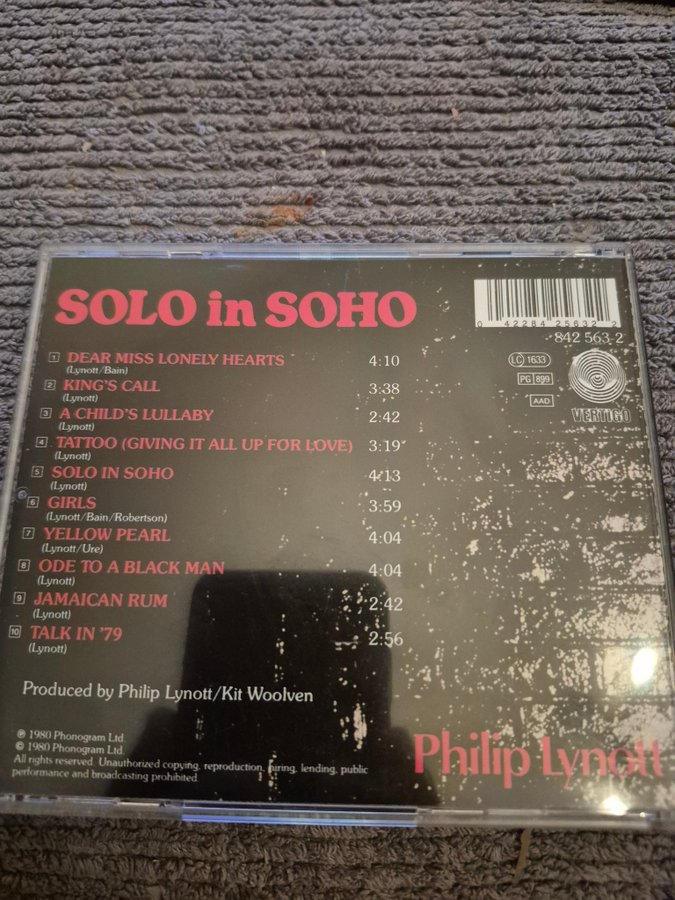 SOLO in SOHO
0 42284 25632 2
842 563-2
LC 1633
PG 899
AAD
VERTIGO
1 DEAR MISS LONELY HEARTS 4:10
(Lynott/Bain)
2 KING'S CALL 3:38
(Lynott)
3 A CHILD'S LULLABY 2:42
(Lynott)
4 TATTOO (GIVING IT ALL UP FOR LOVE) 3:19
(Lynott)
5 SOLO IN SOHO 4:13
(Lynott)
6 GIRLS 3:59
(Lynott/Bain/Robertson)
7 YELLOW PEARL 4:04
(Lynott/Ure)
8 ODE TO A BLACK MAN 4:04
(Lynott)
9 JAMAICAN RUM 2:42
(Lynott)
10 TALK IN '79 2:56
(Lynott)
Produced by Philip Lynott/Kit Woolven
℗ 1980 Phonogram Ltd.
© 1980 Phonogram Ltd.
All rights reserved. Unauthorized copying, reproduction, hiring, lending, public
performance and broadcasting prohibited.
Philip Lynott